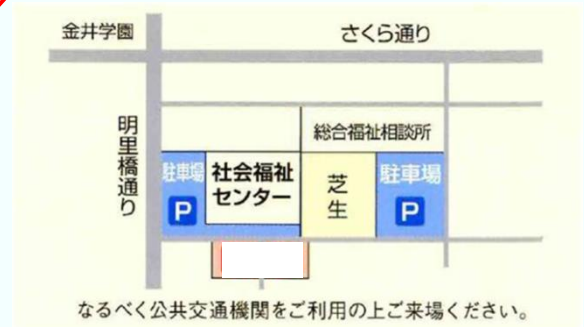 金井学園
さくら通り
明里橋通り
総合福祉相談所
駐車場
P
社会福祉
センター
芝生
駐車場
P
なるべく公共交通機関をご利用の上ご来場ください。